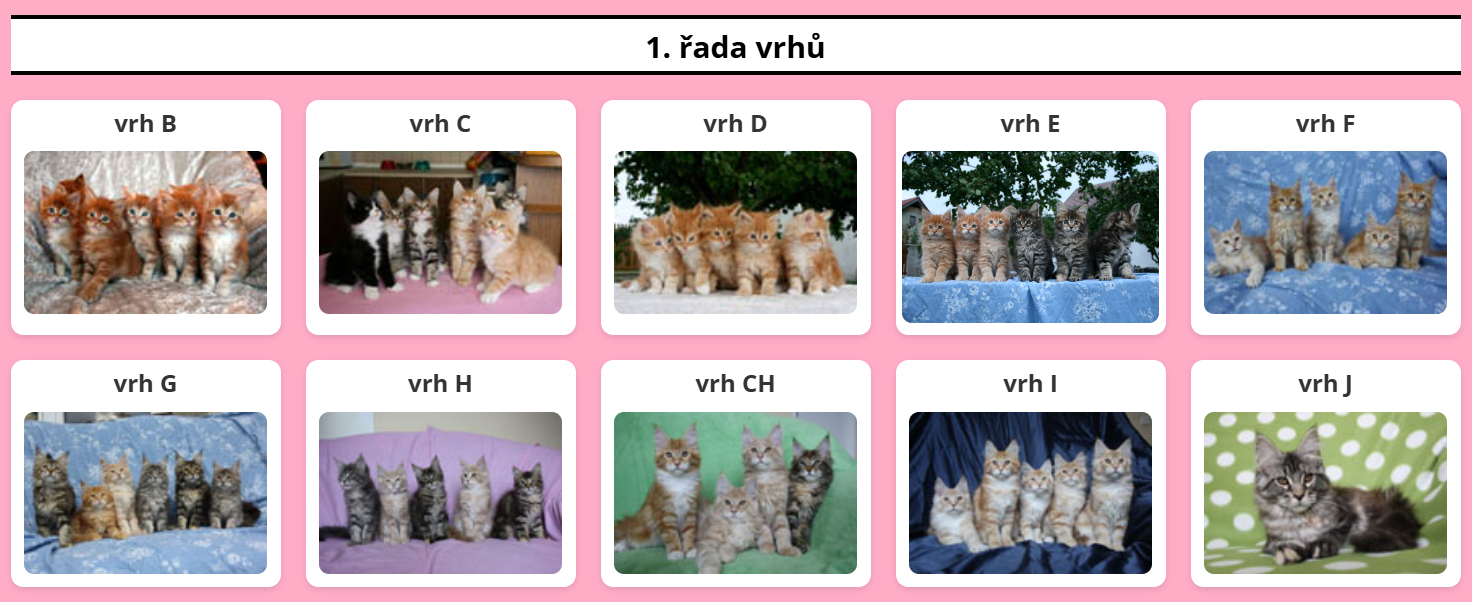 1. řada vrhů
vrh B
vrh C
vrh D
vrh E
vrh F
vrh G
vrh H
vrh CH
vrh I
vrh J